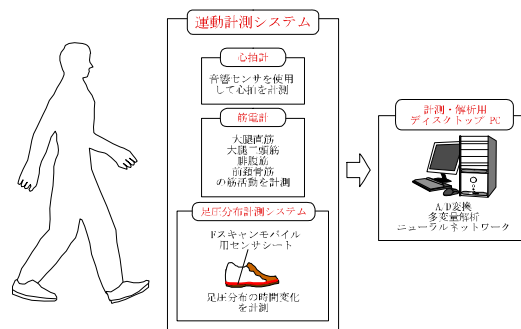 運動計測システム
心拍計
音響センサを使用
して心拍を計測
筋電計
大腿直筋
大腿二頭筋
腓腹筋
前頚骨筋
の筋活動を計測
足圧分布計測システム
Fスキャンモバイル
用センサシート
足圧分布の時間変化
を計測
計測・解析用
ディスクトップ PC
A/D変換
多変量解析
ニューラルネットワーク